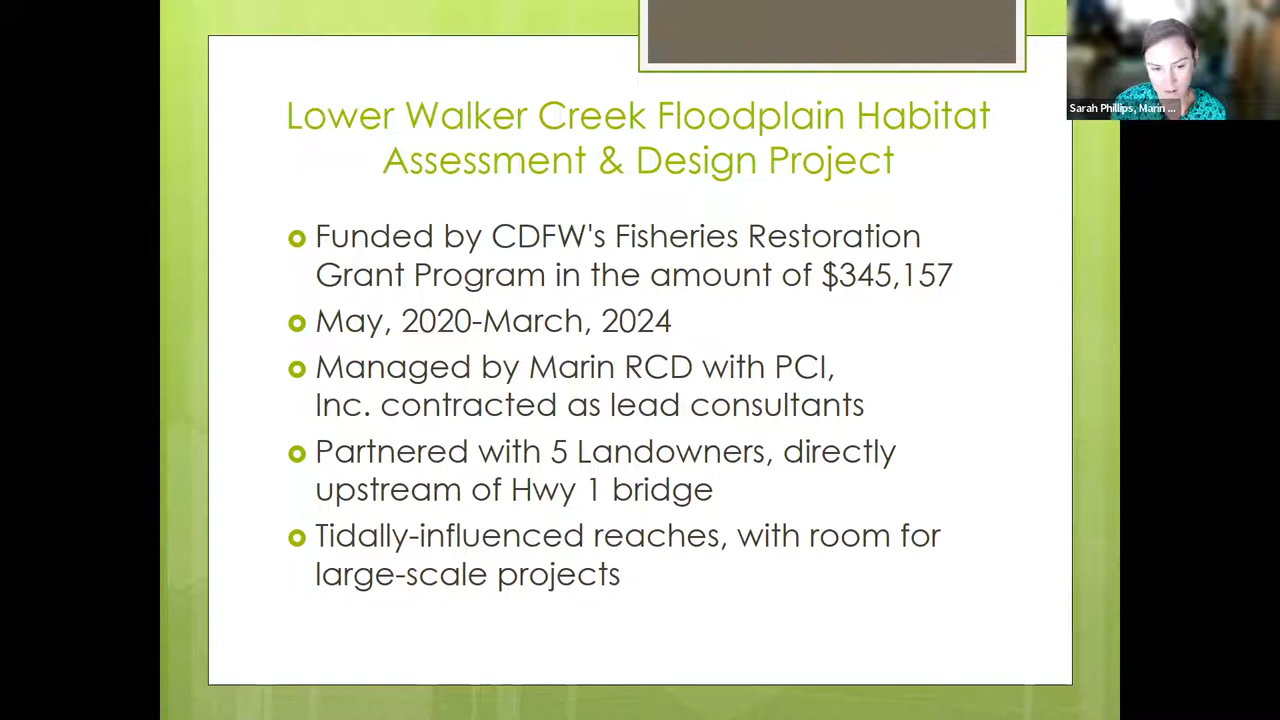 Lower Walker Creek Floodplain Habitat
Assessment & Design Project
Funded by CDFW's Fisheries Restoration
Grant Program in the amount of $345,157
May, 2020-March, 2024
Managed by Marin RCD with PCI,
Inc. contracted as lead consultants
Partnered with 5 Landowners, directly
upstream of Hwy 1 bridge
Tidally-influenced reaches, with room for
large-scale projects
Sarah Phillips, Marin ...